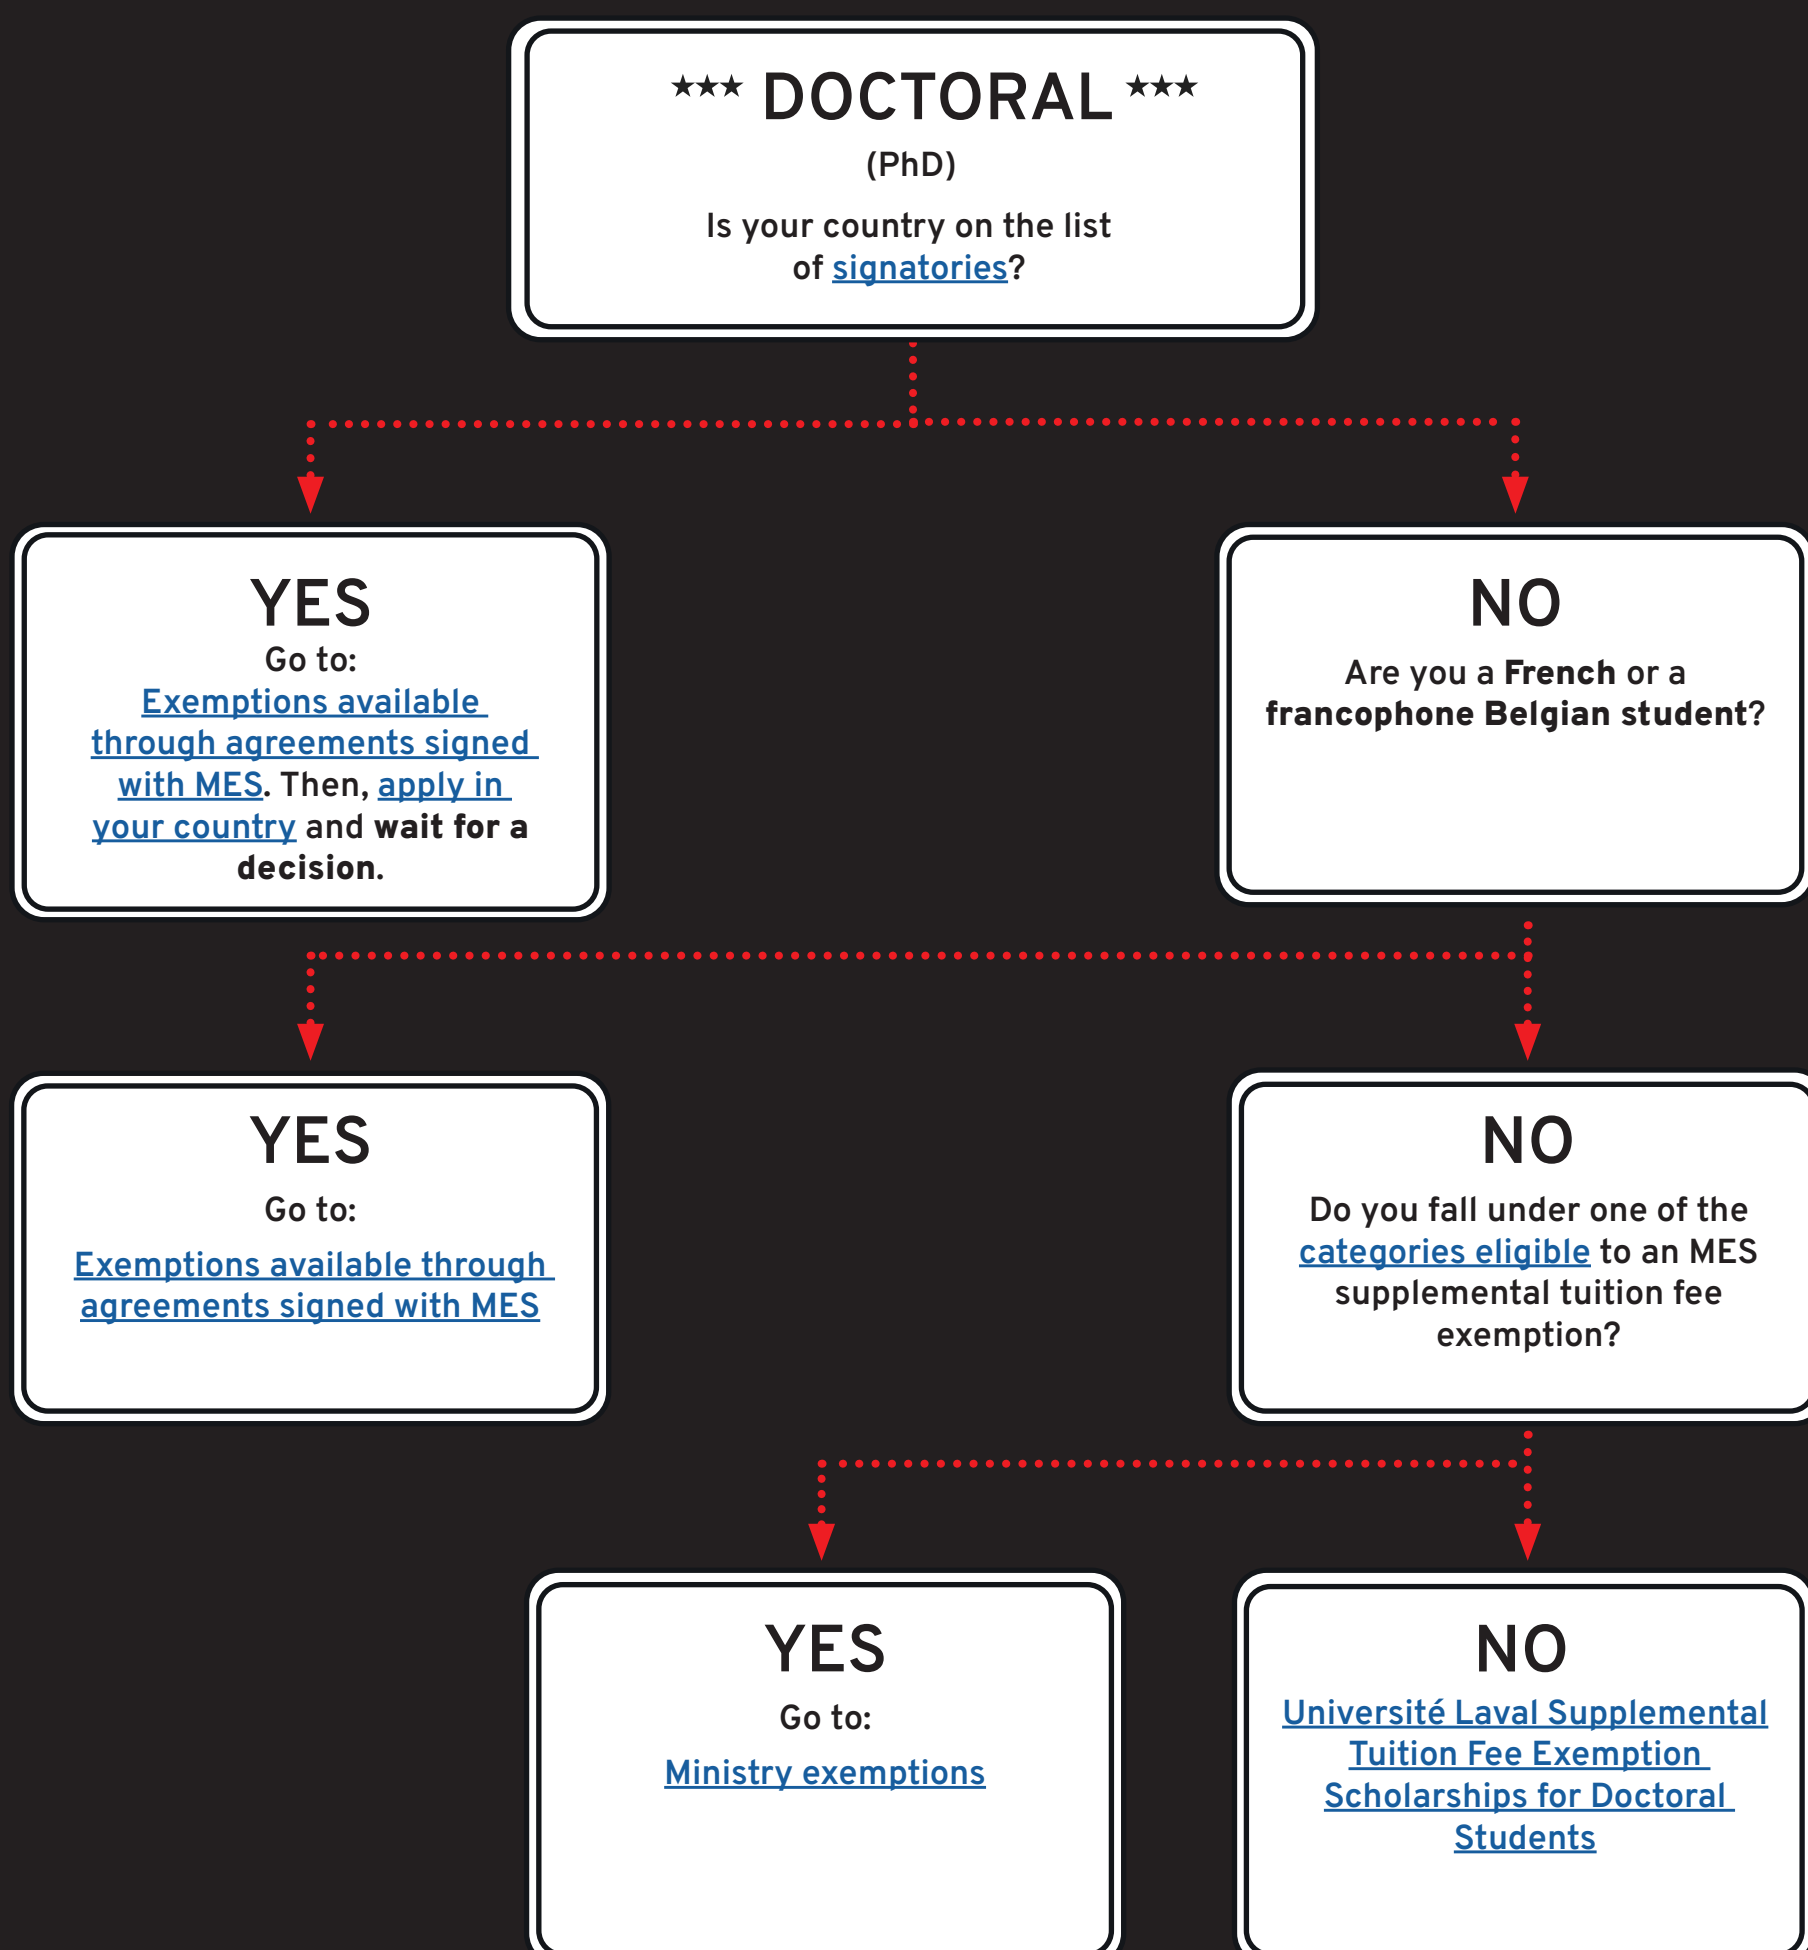 *** DOCTORAL ***
(PhD)
Is your country on the list
of signatories?
YES
Go to:
Exemptions available
through agreements signed
with MES. Then, apply in
your country and wait for a
decision.
NO
Are you a French or a
francophone Belgian student?
YES
Go to:
Exemptions available through
agreements signed with MES
NO
Do you fall under one of the
categories eligible to an MES
supplemental tuition fee
exemption?
YES
Go to:
Ministry exemptions
NO
Université Laval Supplemental
Tuition Fee Exemption
Scholarships for Doctoral
Students